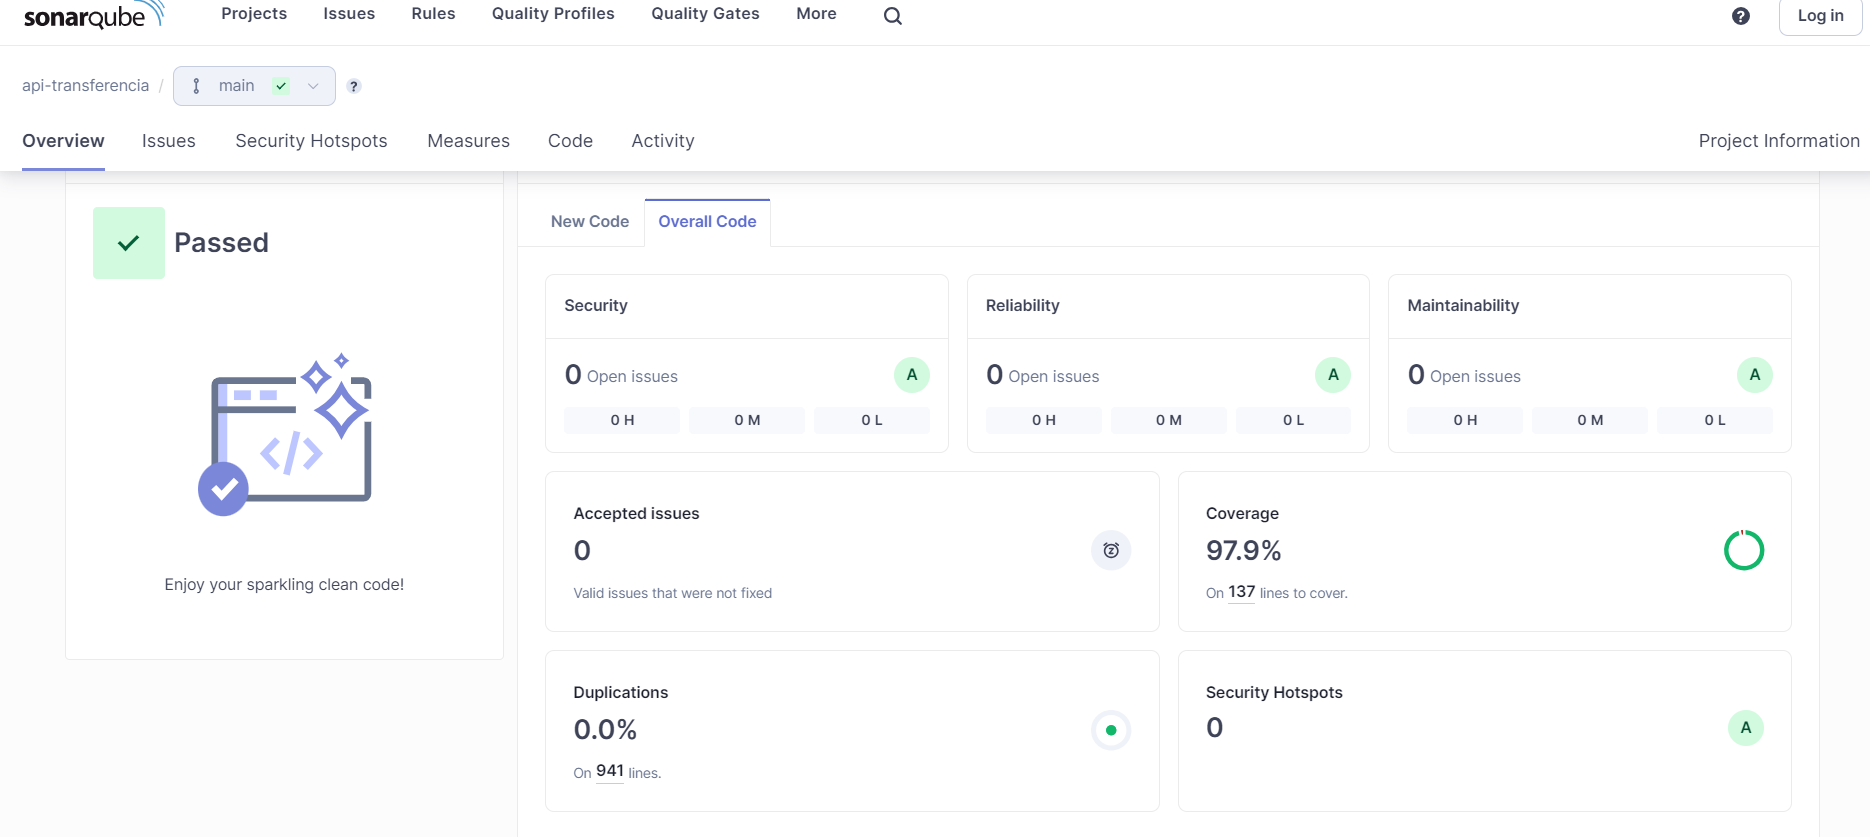 sonarqube Projects Issues Rules Quality Profiles Quality Gates More ? Log in
api-transferencia / main ?
Overview Issues Security Hotspots Measures Code Activity Project Information
Passed
Enjoy your sparkling clean code!
New Code Overall Code
Security
0 Open issues A
0 H 0 M 0 L
Reliability
0 Open issues A
0 H 0 M 0 L
Maintainability
0 Open issues A
0 H 0 M 0 L
Accepted issues
0
Valid issues that were not fixed
Coverage
97.9%
On 137 lines to cover.
Duplications
0.0%
On 941 lines.
Security Hotspots
0 A